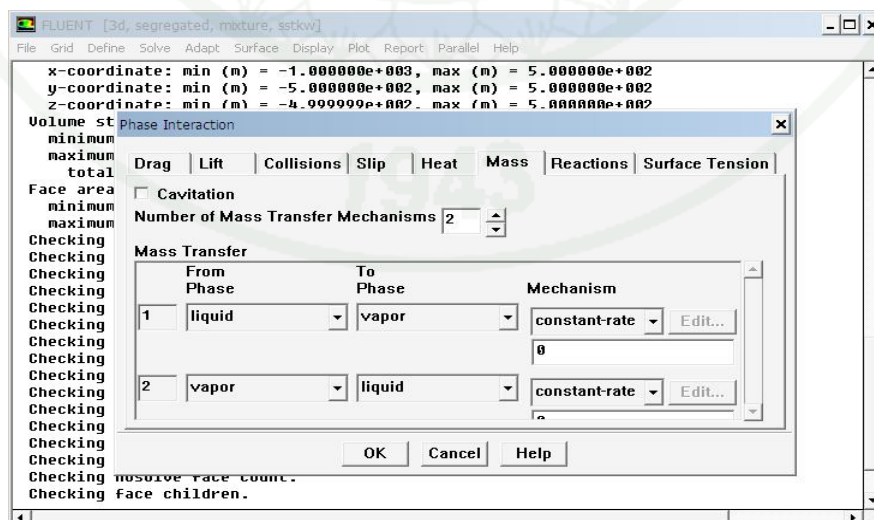 FLUENT [3d, segregated, mixture, sstkw]
File Grid Define Solve Adapt Surface Display Plot Report Parallel Help
x-coordinate: min (m) = -1.000000e+003, max (m) = 5.000000e+002
y-coordinate: min (m) = -5.000000e+002, max (m) = 5.000000e+002
z-coordinate: min (m) = -4.999999e+002, max (m) = 5.000000e+002
Volume st
minimum
maximum
total
Face area
minimum
maximum
Checking
Checking
Checking
Checking
Checking
Checking
Checking
Checking
Checking
Checking
Checking
Checking
Checking
Checking
Checking nosolve face count.
Checking face children.
Phase Interaction
Drag Lift Collisions Slip Heat Mass Reactions Surface Tension
Cavitation
Number of Mass Transfer Mechanisms 2
Mass Transfer
From Phase To Phase Mechanism
1 liquid vapor constant-rate Edit...
0
2 vapor liquid constant-rate Edit...
OK Cancel Help
1943